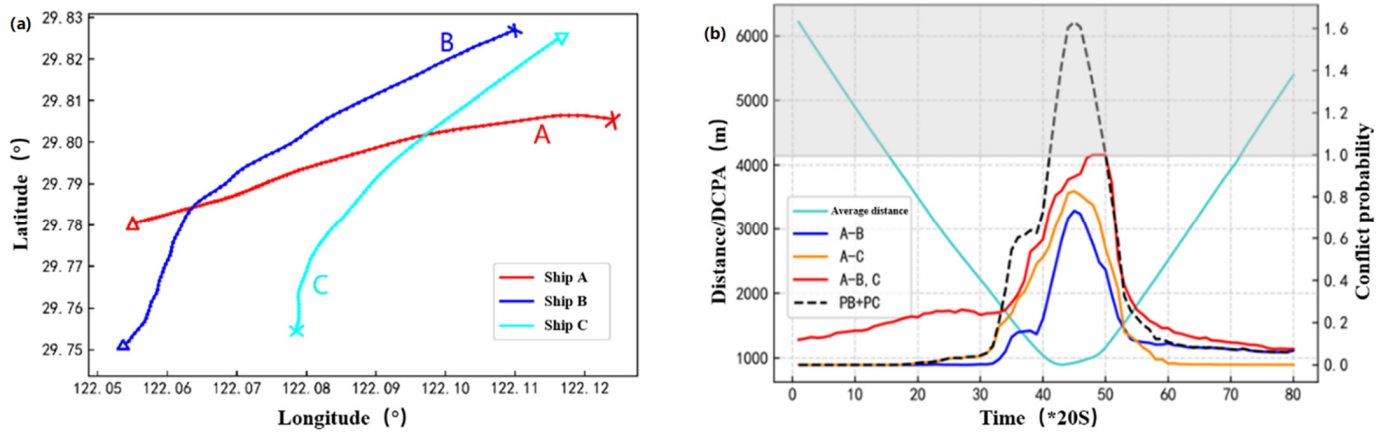 (a)
29.83
29.82
29.81
29.80
29.79
29.78
29.77
29.76
29.75
Latitude (°)
B
A
C
Ship A
Ship B
Ship C
122.05 122.06 122.07 122.08 122.09 122.10 122.11 122.12
Longitude (°)
(b)
6000
5000
4000
3000
2000
1000
Distance/DCPA (m)
Average distance
A-B
A-C
A-B,C
PB+PC
1.6
1.4
1.2
1.0
0.8
0.6
0.4
0.2
0.0
Conflict probability
0 10 20 30 40 50 60 70 80
Time (*20S)